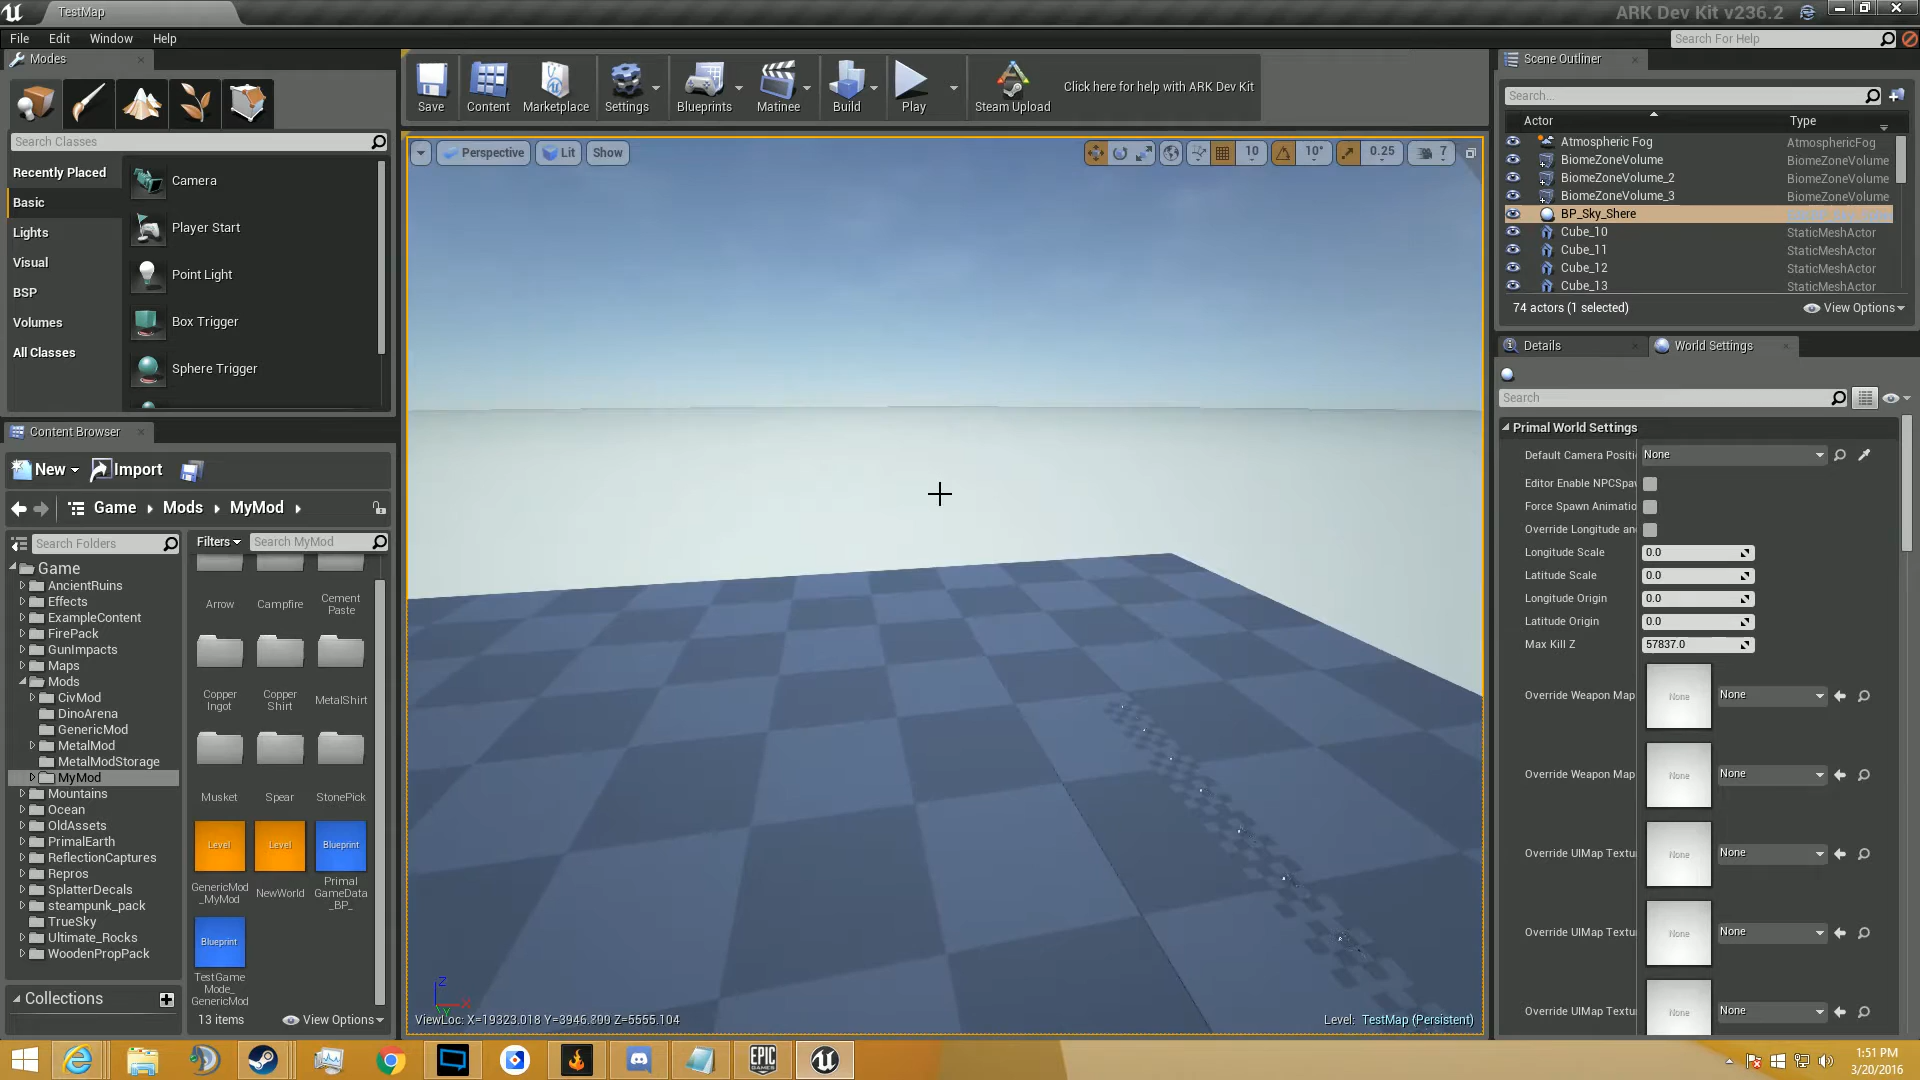 TestMap
ARK Dev Kit v236.2
File Edit Window Help
Search For Help
Modes
Search Classes
Recently Placed
Basic
Lights
Visual
BSP
Volumes
All Classes
Camera
Player Start
Point Light
Box Trigger
Sphere Trigger
Save
Content
Marketplace
Settings
Blueprints
Matinee
Build
Play
Steam Upload
Click here for help with ARK Dev Kit
Perspective
Lit
Show
10
10°
0.25
7
Content Browser
New
Import
Game
Mods
MyMod
Search Folders
Filters
Search MyMod
Game
AncientRuins
Effects
ExampleContent
FirePack
GunImpacts
Maps
Mods
CivMod
DinoArena
GenericMod
MetalMod
MetalModStorage
MyMod
Mountains
Ocean
OldAssets
PrimalEarth
ReflectionCaptures
Repros
SplatterDecals
steampunk_pack
TrueSky
Ultimate_Rocks
WoodenPropPack
Collections
Arrow
Campfire
Cement
Paste
Copper
Ingot
Copper
Shirt
MetalShirt
Musket
Spear
StonePick
Level
Level
Blueprint
GenericMod
_MyMod
NewWorld
Primal
GameData
_BP_
Blueprint
TestGame
Mode_
GenericMod
13 items
View Options
ViewLoc: X=19323.018 Y=3946.309 Z=5555.104
Level: TestMap (Persistent)
Scene Outliner
Search...
Actor Type
Atmospheric Fog AtmosphericFog
BiomeZoneVolume BiomeZoneVolume
BiomeZoneVolume_2 BiomeZoneVolume
BiomeZoneVolume_3 BiomeZoneVolume
BP_Sky_Shere
Cube_10 StaticMeshActor
Cube_11 StaticMeshActor
Cube_12 StaticMeshActor
Cube_13 StaticMeshActor
74 actors (1 selected)
View Options
Details
World Settings
Search
Primal World Settings
Default Camera Positi None
Editor Enable NPCSpa
Force Spawn Animatio
Override Longitude an
Longitude Scale 0.0
Latitude Scale 0.0
Longitude Origin 0.0
Latitude Origin 0.0
Max Kill Z 57837.0
Override Weapon Map None None
Override Weapon Map None None
Override UIMap Textu None None
Override UIMap Textu None None
Override UIMap Textu None None
EPIC
GAMES
1:51 PM
3/20/2016